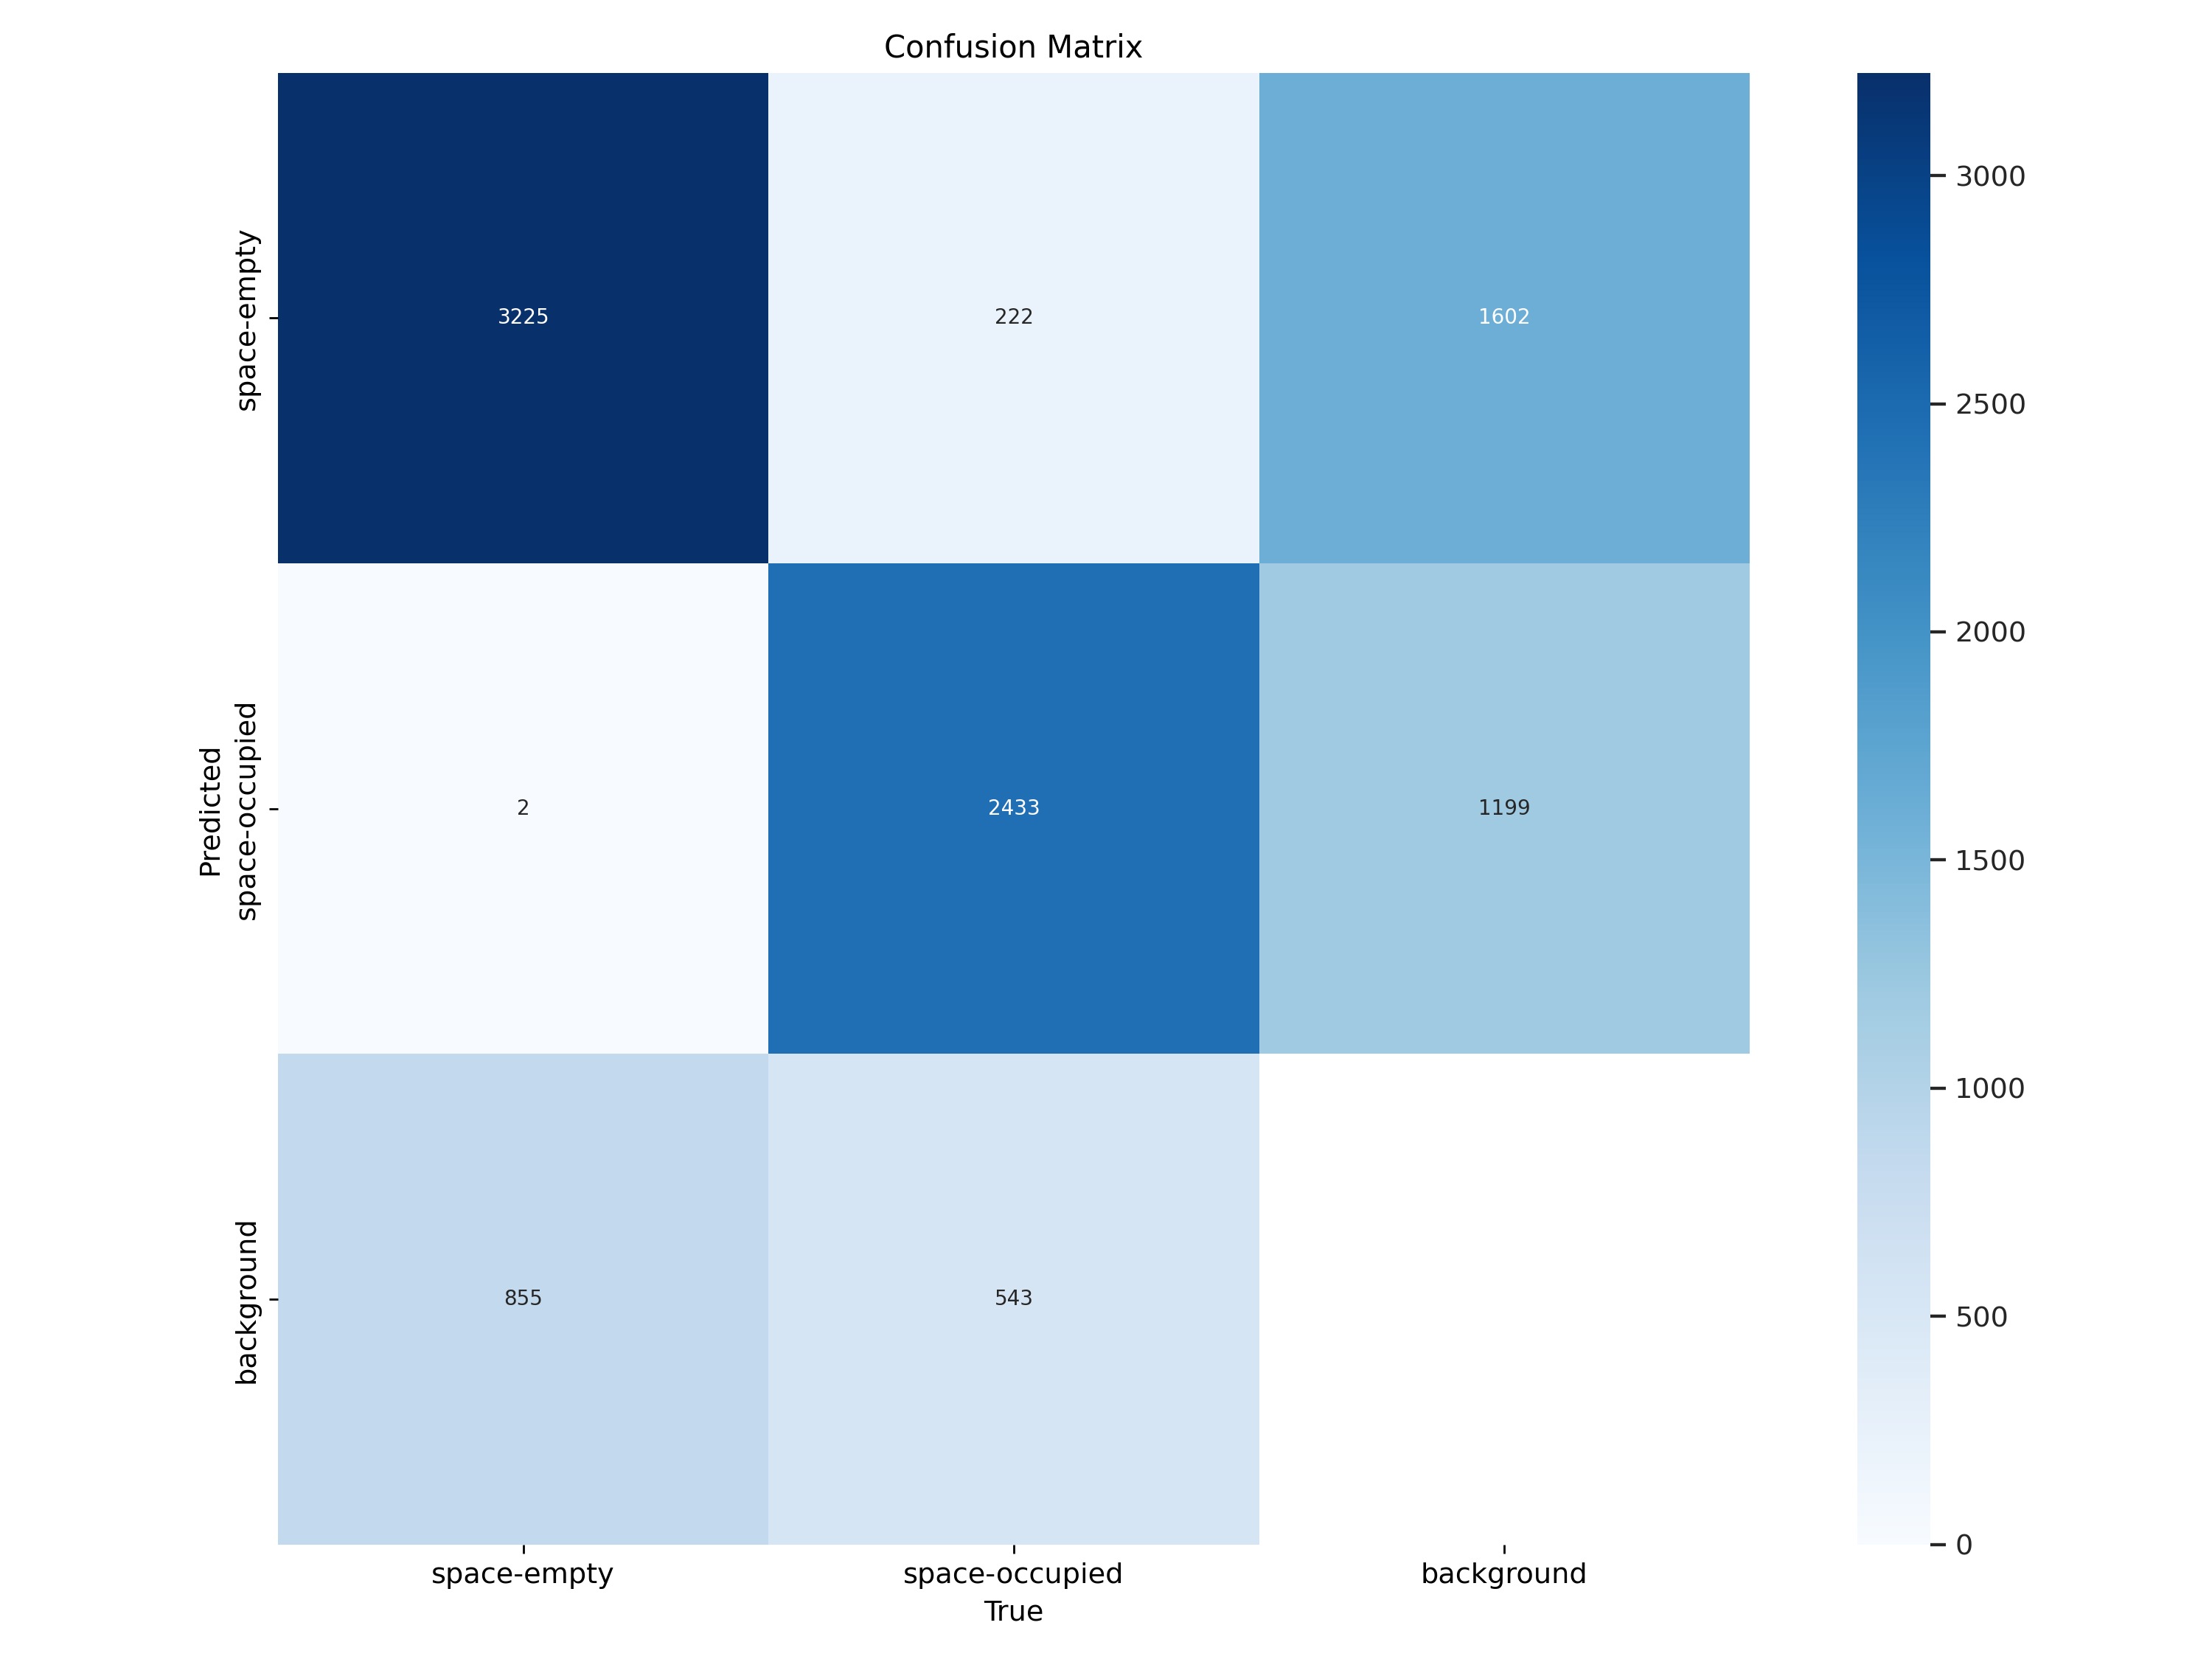 Confusion Matrix
Predicted
space-empty
3225 222 1602
space-occupied
2 2433 1199
background
855 543
space-empty space-occupied background
True
3000
2500
2000
1500
1000
500
0